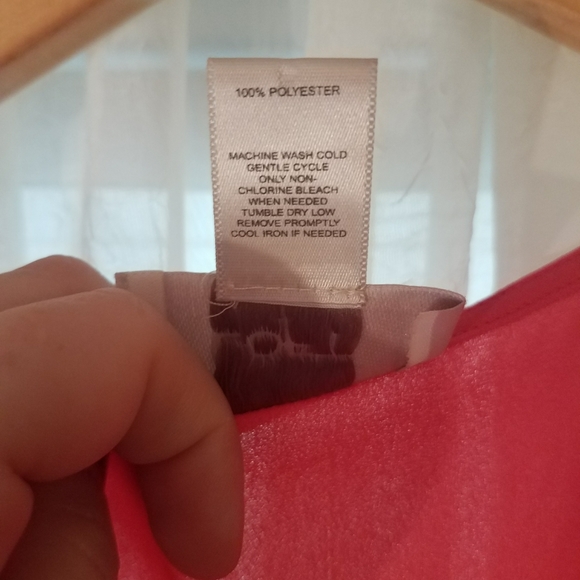 100% POLYESTER
MACHINE WASH COLD
GENTLE CYCLE
ONLY NON-
CHLORINE BLEACH
WHEN NEEDED
TUMBLE DRY LOW
REMOVE PROMPTLY
COOL IRON IF NEEDED